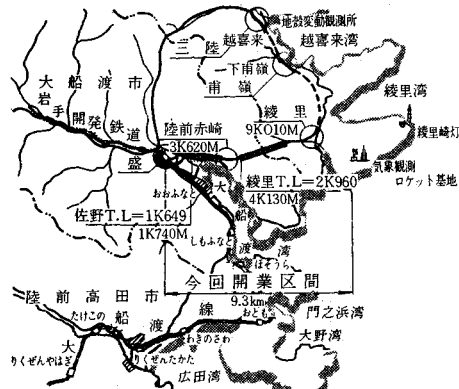 地殻変動観測所
三陸
越喜来
越喜来湾
一下甫嶺
甫嶺
大船渡市
岩手開発鉄道
綾里湾
綾里
9K010M
綾里崎灯
陸前赤崎
3K620M
盛
気象観測
ロケット基地
綾里T.L=2K960
4K130M
おおふなと
大船渡湾
佐野T.L=1K649
1K740M
しもふなと
ほそうら
今回開業区間
9.3km
陸前高田市
大船渡線
たけこの
おとも
門之浜湾
わきのさわ
大野湾
りくぜんやはぎ
りくぜんたかた
広田湾